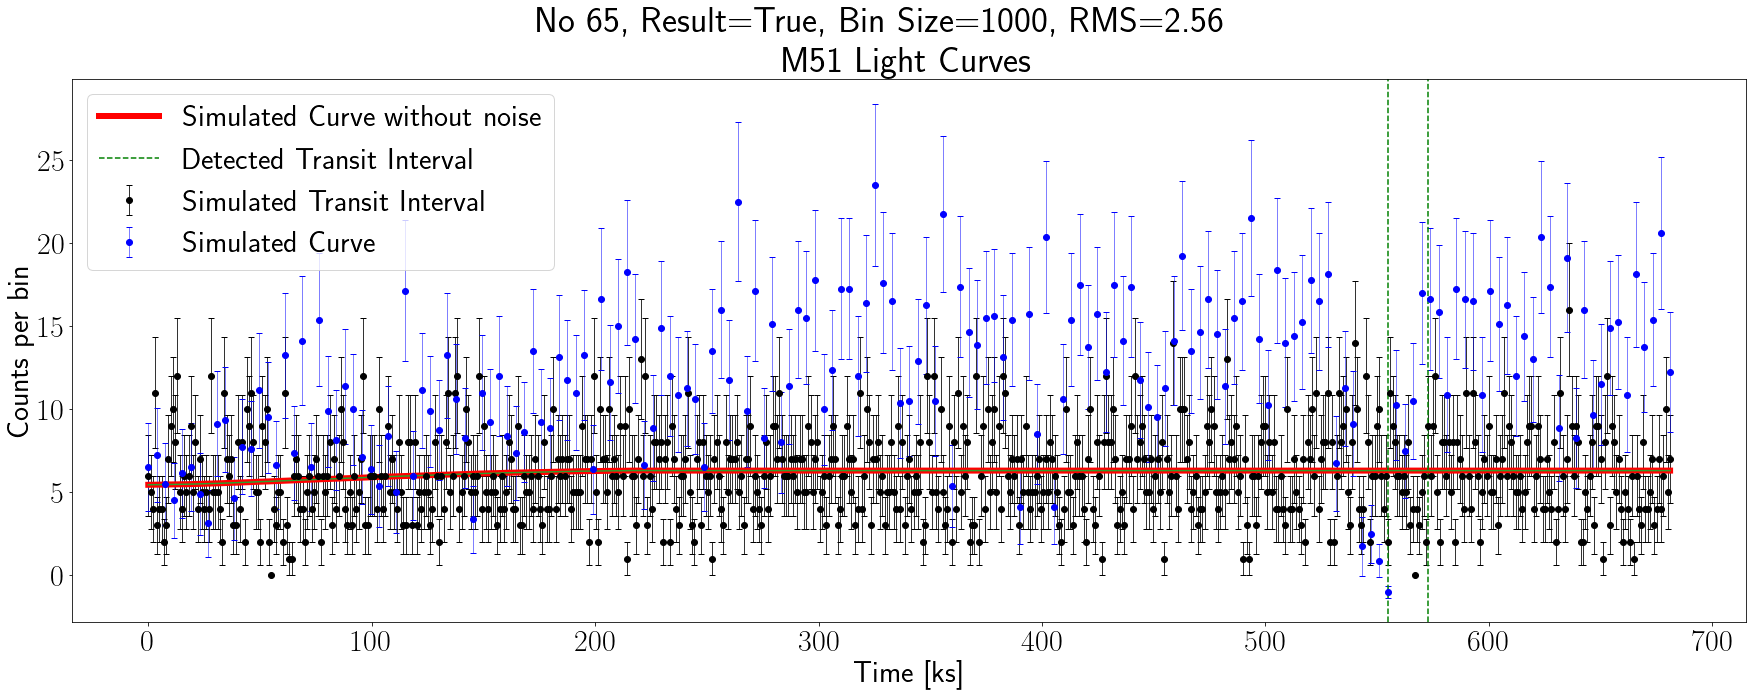 No 65, Result=True, Bin Size=1000, RMS=2.56
M51 Light Curves
Simulated Curve without noise
Detected Transit Interval
Simulated Transit Interval
Simulated Curve
Counts per bin
25
20
15
10
5
0
0 100 200 300 400 500 600 700
Time [ks]